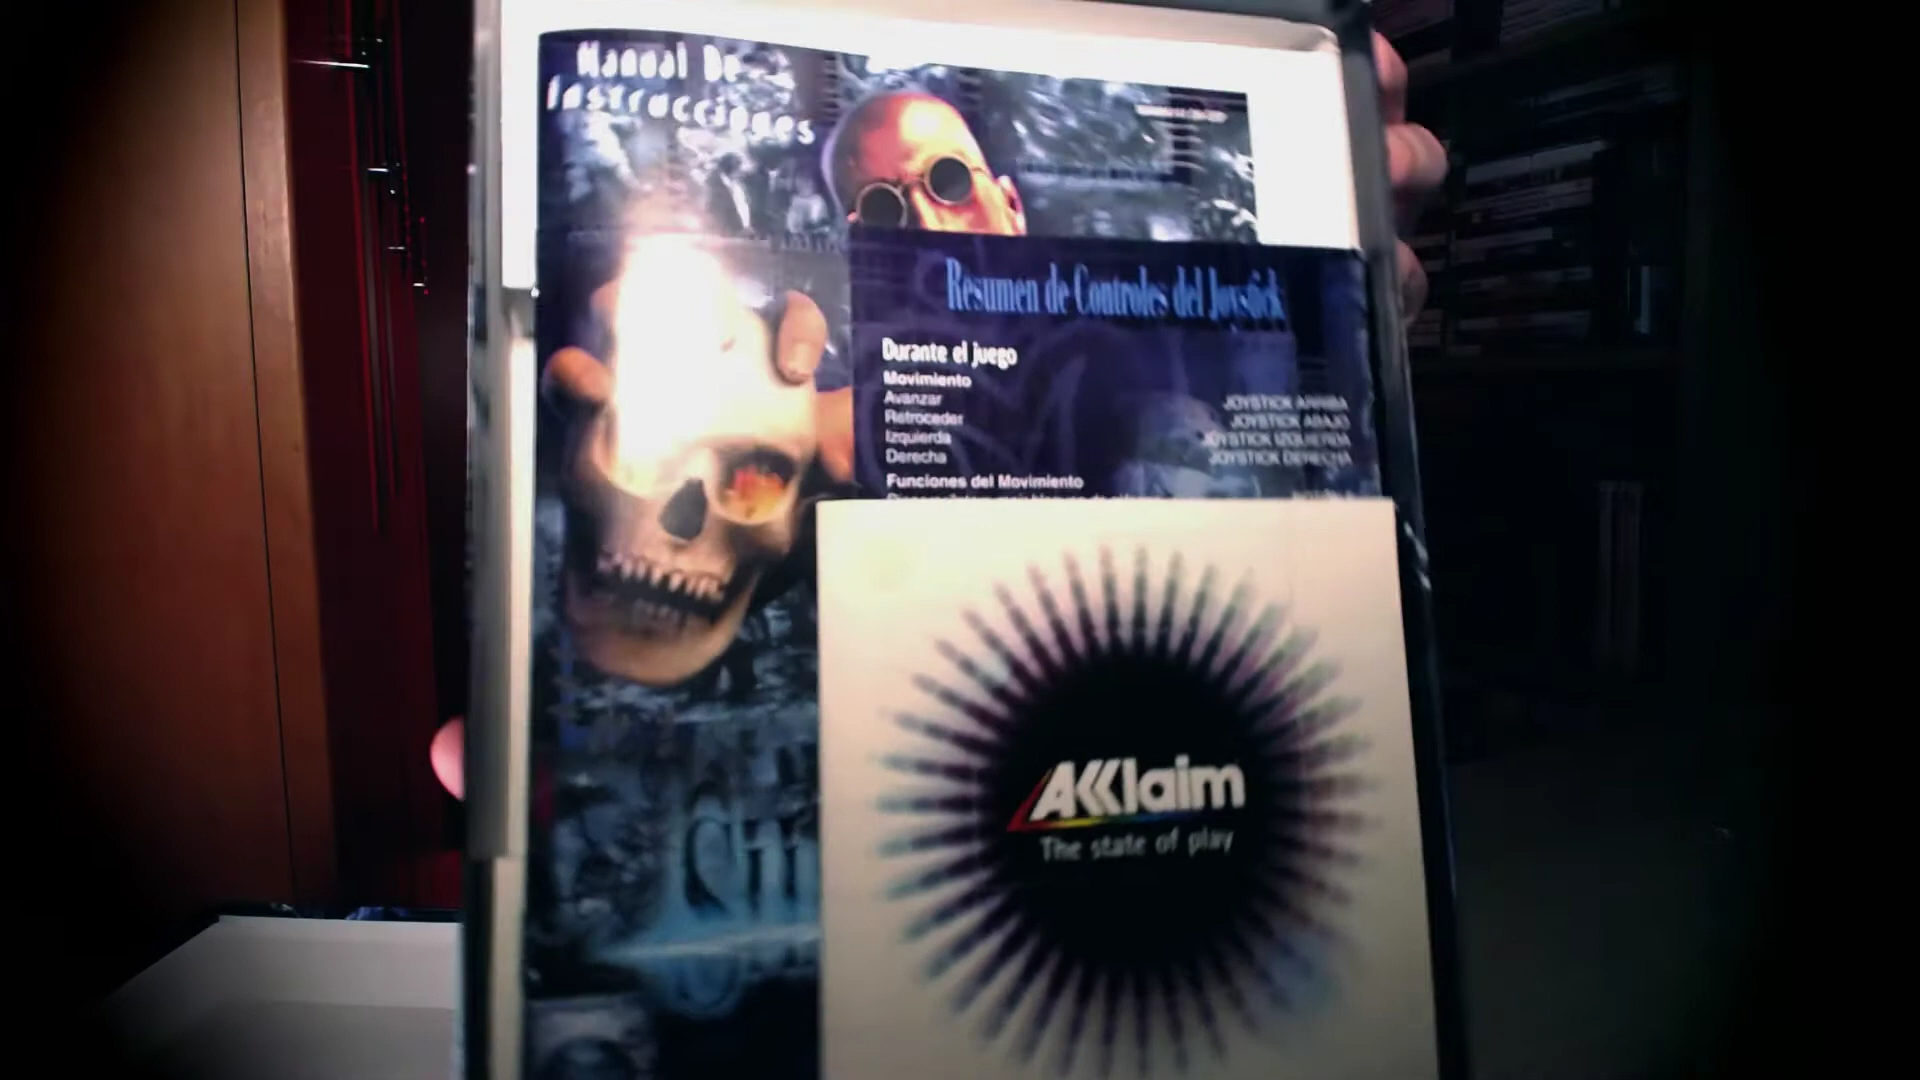 Manual De
Instrucciones
Resumen de Controles del Joystick
Durante el juego
Movimiento
Avanzar JOYSTICK ARRIBA
Retroceder JOYSTICK ABAJO
Izquierda JOYSTICK IZQUIERDA
Derecha JOYSTICK DERECHA
Funciones del Movimiento
AKKlaim
The state of play